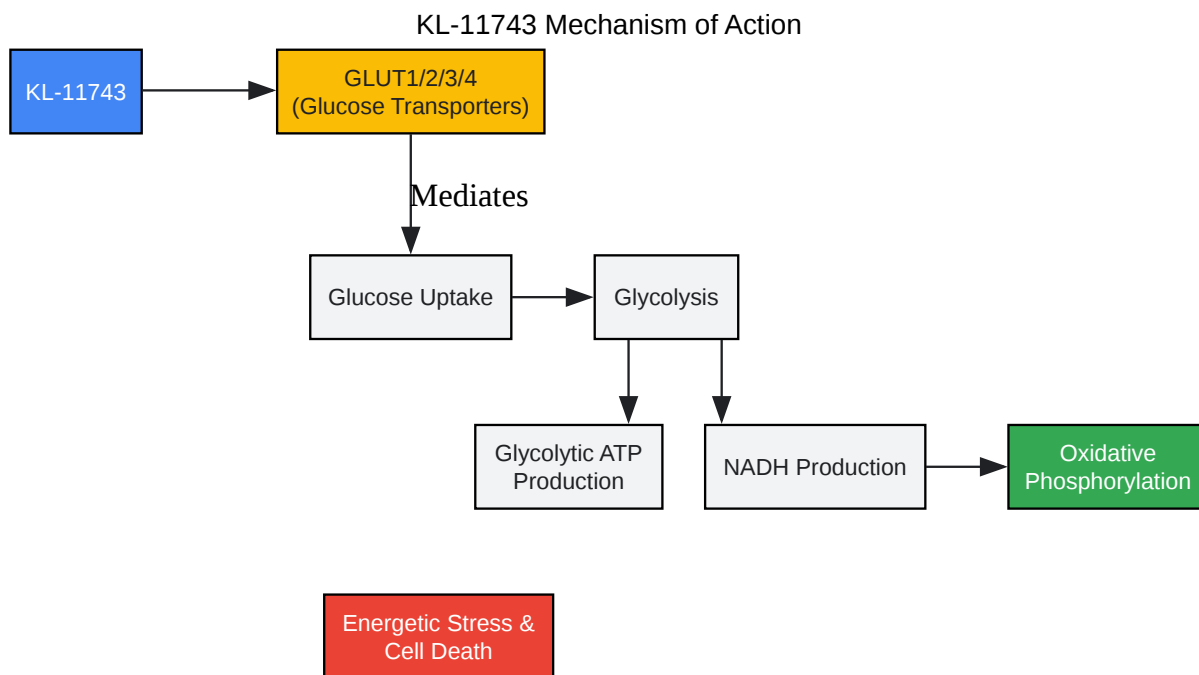 KL-11743 Mechanism of Action
KL-11743
GLUT1/2/3/4
(Glucose Transporters)
Mediates
Glucose Uptake
Glycolysis
Glycolytic ATP
Production
NADH Production
Oxidative
Phosphorylation
Energetic Stress &
Cell Death